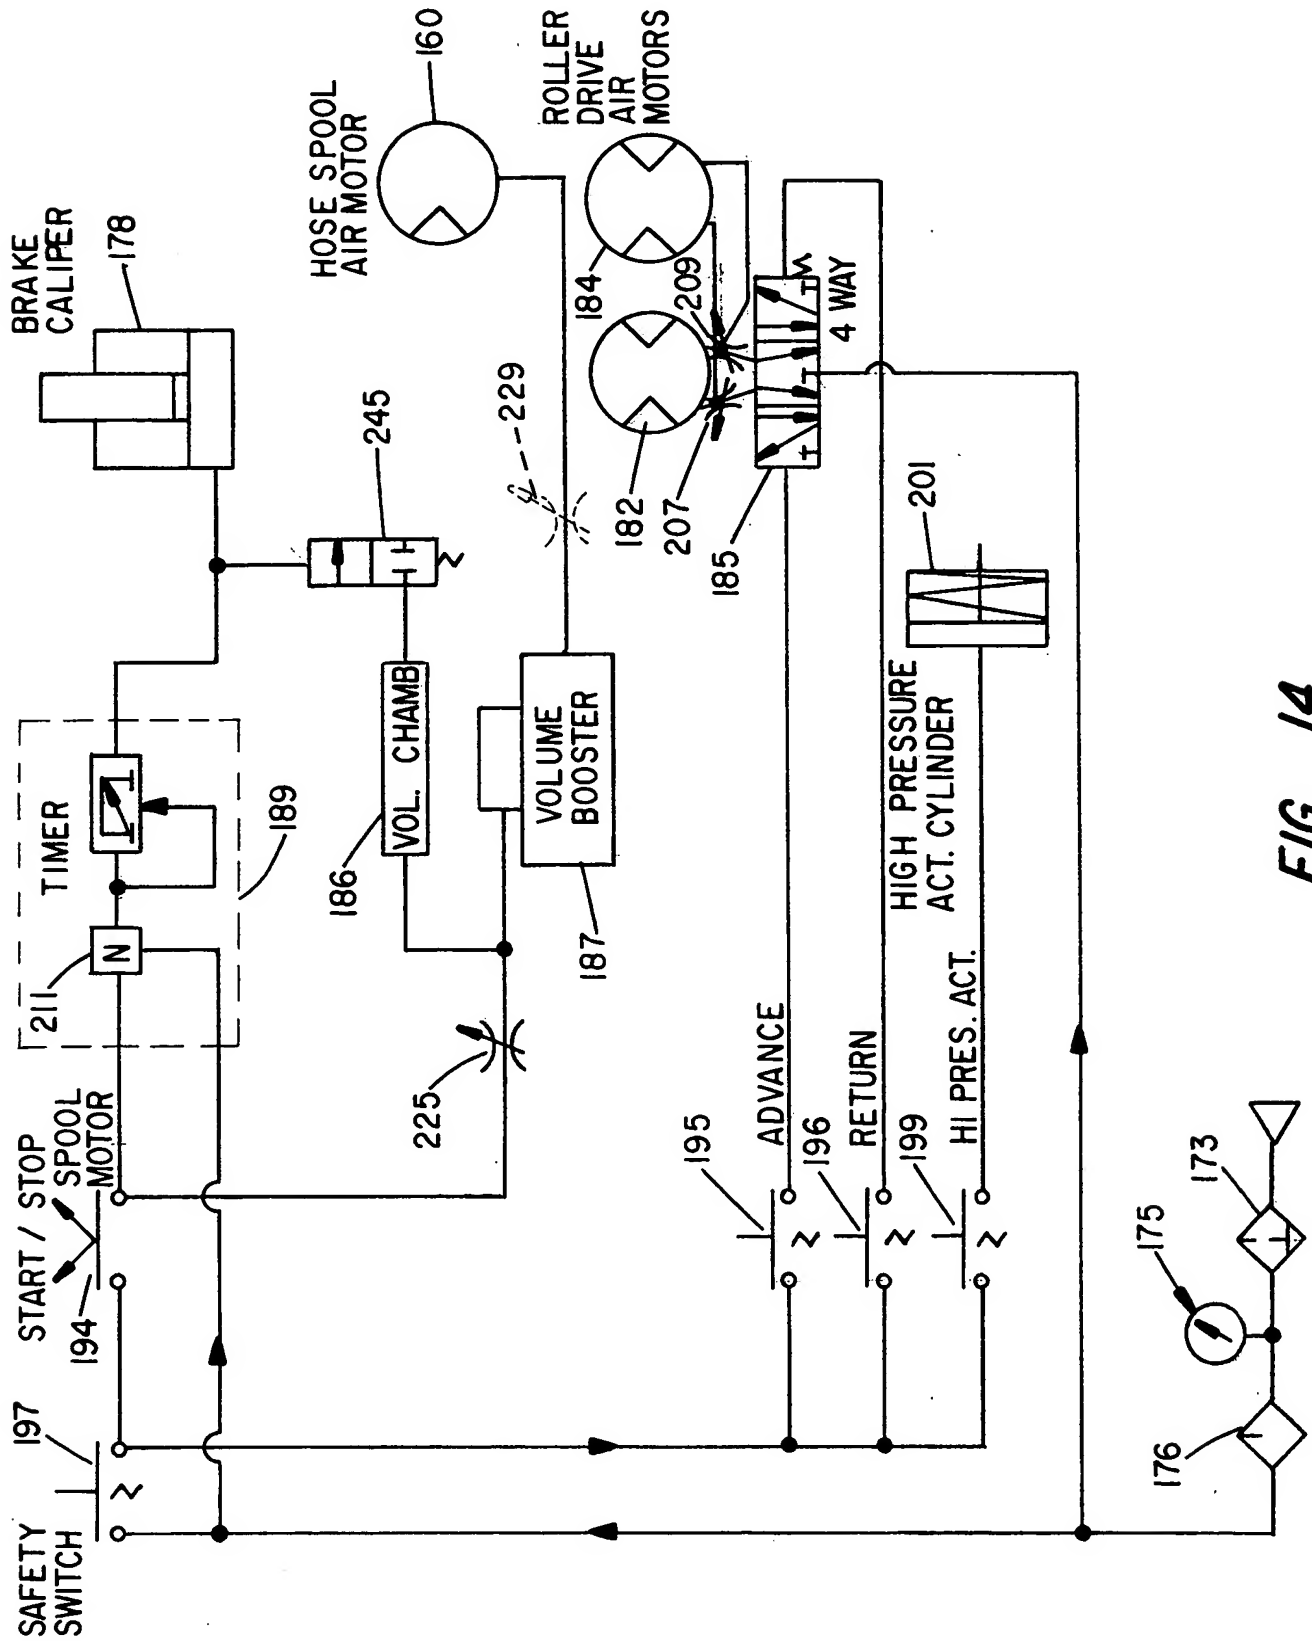 SAFETY
SWITCH
197
START / STOP
194
SPOOL
MOTOR
211
TIMER
189
BRAKE
CALIPER
178
N
225
186
VOL. CHAMB
245
VOLUME
BOOSTER
187
229
HOSE SPOOL
AIR MOTOR
160
ROLLER
DRIVE
AIR
MOTORS
184
182
209
207
185
4 WAY
195
ADVANCE
196
RETURN
199
HI PRES. ACT.
HIGH PRESSURE
ACT. CYLINDER
201
175
173
176
FIG. 14